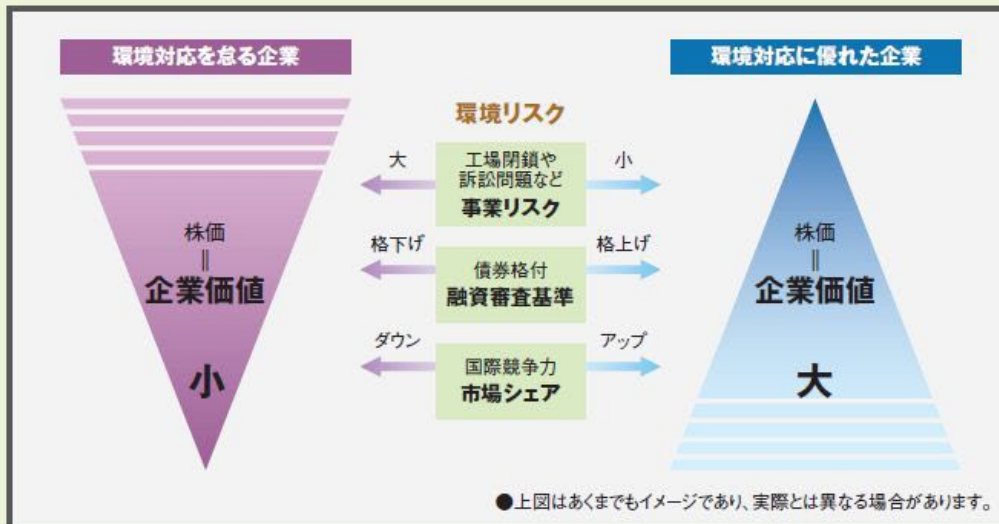 環境対応を怠る企業
環境対応に優れた企業
環境リスク
大
工場閉鎖や
訴訟問題など
事業リスク
小
格下げ
債券格付
融資審査基準
格上げ
ダウン
国際競争力
市場シェア
アップ
株価
||
企業価値
小
株価
||
企業価値
大
●上図はあくまでもイメージであり、実際とは異なる場合があります。